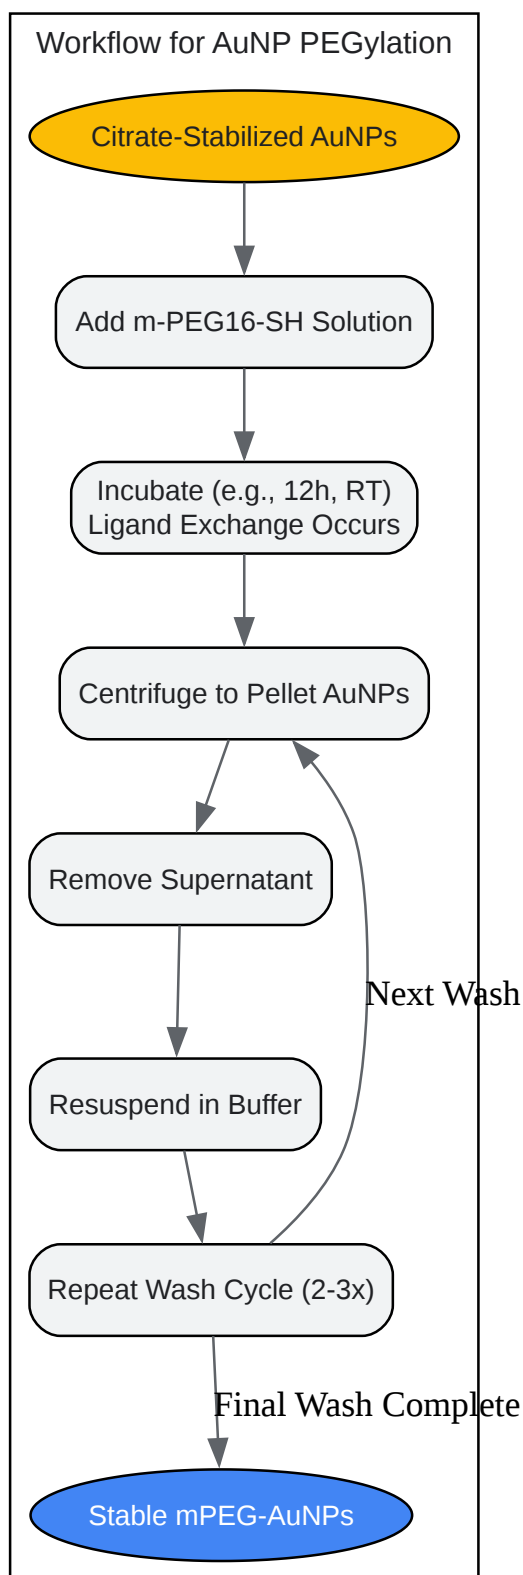 Workflow for AuNP PEGylation
Citrate-Stabilized AuNPs
Add m-PEG16-SH Solution
Incubate (e.g., 12h, RT)
Ligand Exchange Occurs
Centrifuge to Pellet AuNPs
Remove Supernatant
Next Wash
Resuspend in Buffer
Repeat Wash Cycle (2-3x)
Final Wash Complete
Stable mPEG-AuNPs